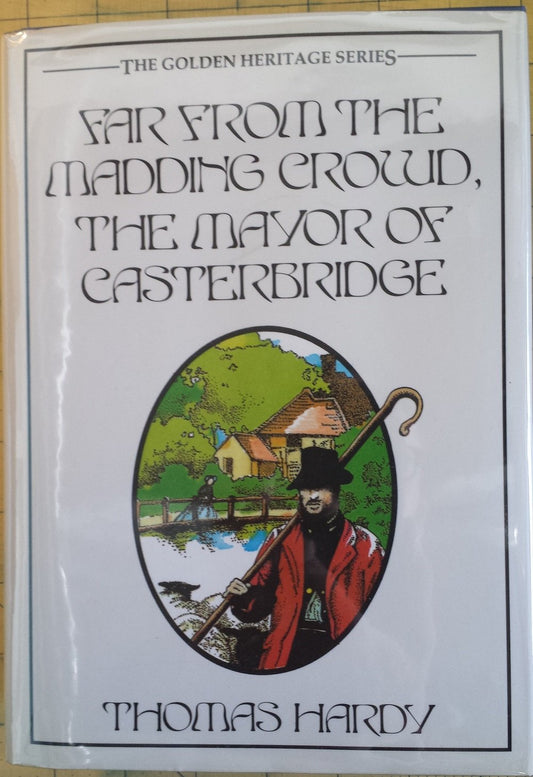 THE GOLDEN HERITAGE SERIES
FAR FROM THE
MADDING CROWD,
THE MAYOR OF
CASTERBRIDGE
THOMAS HARDY